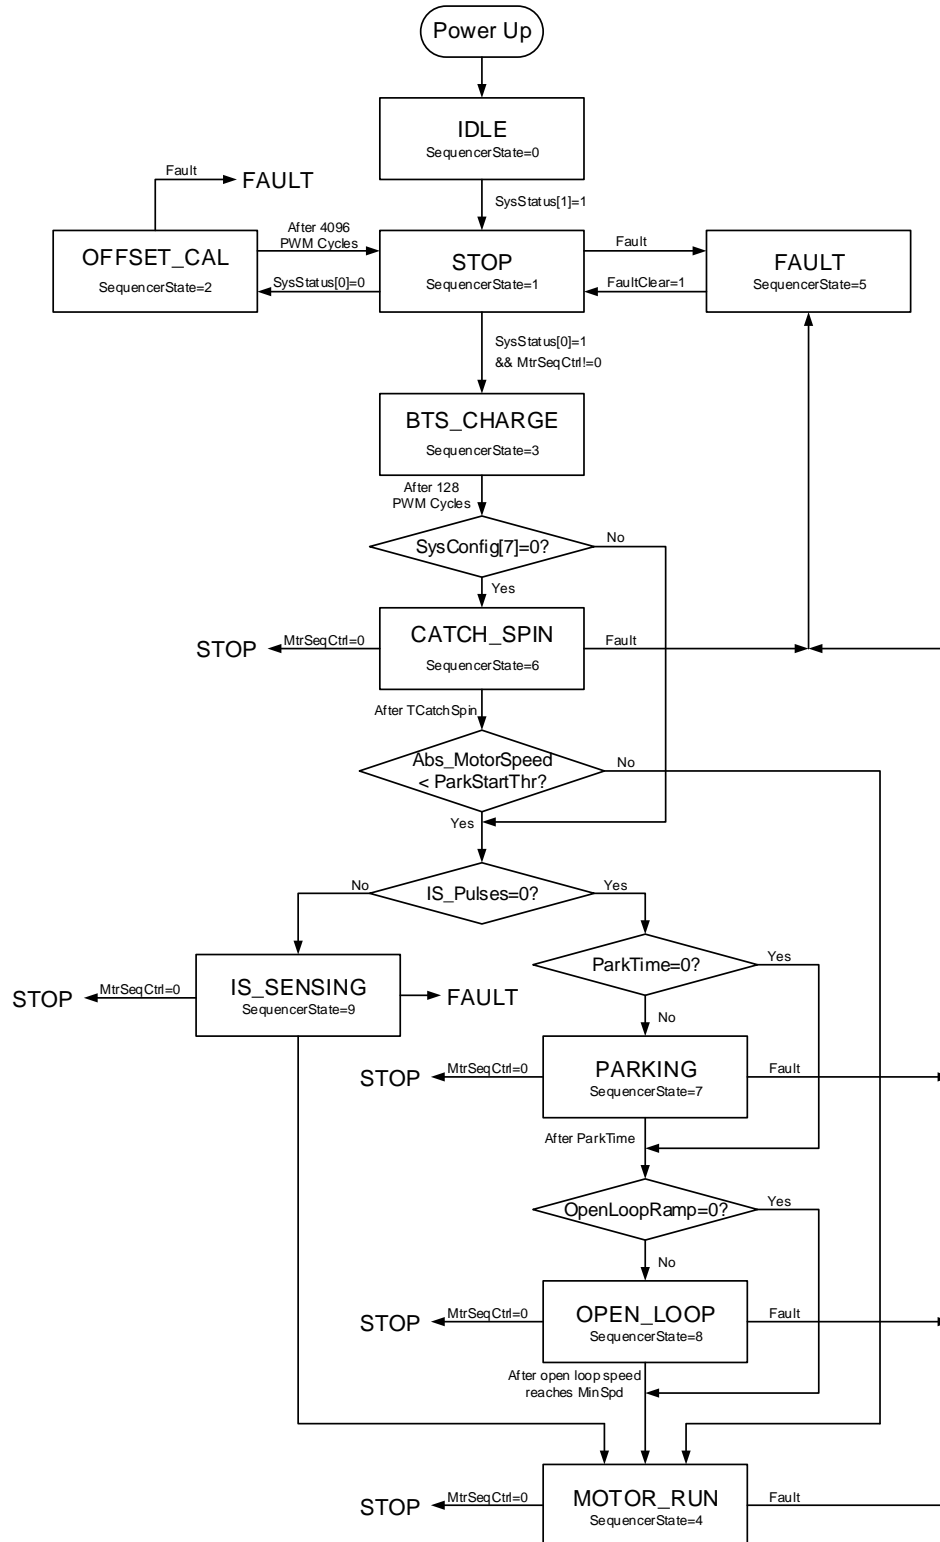 Power Up
IDLE
SequencerState=0
SysStatus[1]=1
Fault
FAULT
OFFSET_CAL
SequencerState=2
After 4096
PWM Cycles
SysStatus[0]=0
STOP
SequencerState=1
Fault
FaultClear=1
FAULT
SequencerState=5
SysStatus[0]=1
&& MtrSeqCtrl!=0
BTS_CHARGE
SequencerState=3
After 128
PWM Cycles
SysConfig[7]=0?
No
Yes
STOP
MtrSeqCtrl=0
CATCH_SPIN
SequencerState=6
Fault
After TCatchSpin
Abs_MotorSpeed
< ParkStartThr?
No
Yes
No
IS_Pulses=0?
Yes
ParkTime=0?
Yes
No
STOP
MtrSeqCtrl=0
IS_SENSING
SequencerState=9
FAULT
STOP
MtrSeqCtrl=0
PARKING
SequencerState=7
Fault
After ParkTime
OpenLoopRamp=0?
Yes
No
STOP
MtrSeqCtrl=0
OPEN_LOOP
SequencerState=8
Fault
After open loop speed
reaches MinSpd
STOP
MtrSeqCtrl=0
MOTOR_RUN
SequencerState=4
Fault